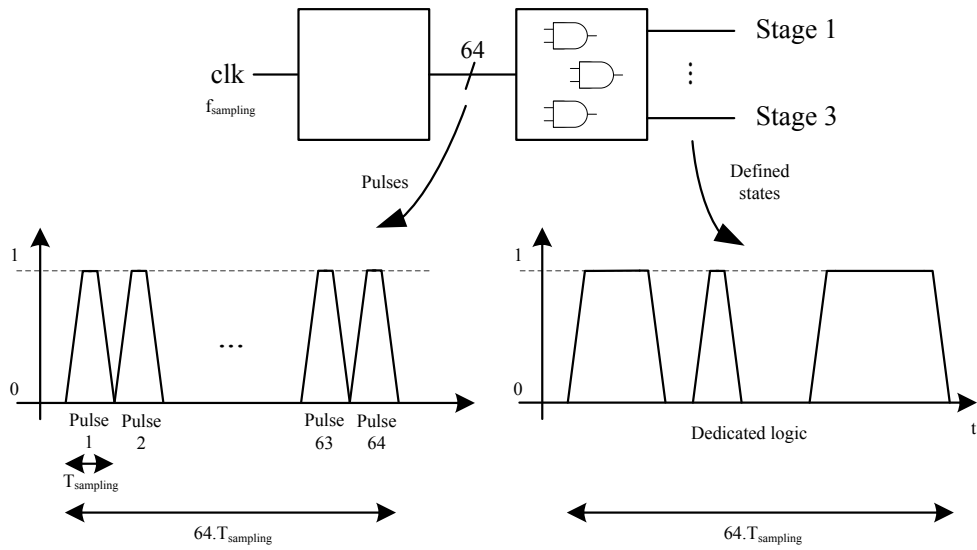 64
Stage 1
clk
f_sampling
⋮
Stage 3
Pulses
Defined
states
1
1
...
0
0
Pulse
1
Pulse
2
Pulse
63
Pulse
64
Dedicated logic
t
T_sampling
64.T_sampling
64.T_sampling